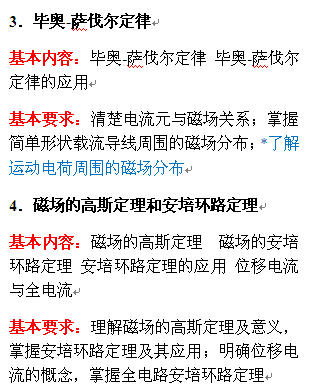 3．毕奥-萨伐尔定律
基本内容：毕奥-萨伐尔定律 毕奥-萨伐尔
定律的应用
基本要求：清楚电流元与磁场关系；掌握
简单形状载流导线周围的磁场分布；*了解
运动电荷周围的磁场分布
4．磁场的高斯定理和安培环路定理
基本内容：磁场的高斯定理　磁场的安培
环路定理 安培环路定理的应用 位移电流
与全电流
基本要求：理解磁场的高斯定理及意义，
掌握安培环路定理及其应用；明确位移电
流的概念，掌握全电路安培环路定理